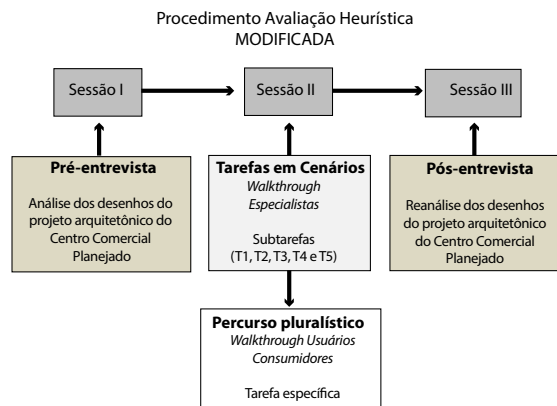 Procedimento Avaliação Heurística
MODIFICADA
Sessão I
Sessão II
Sessão III
Pré-entrevista
Análise dos desenhos do
projeto arquitetônico do
Centro Comercial
Planejado
Tarefas em Cenários
Walkthrough
Especialistas
Subtarefas
(T1, T2, T3, T4 e T5)
Pós-entrevista
Reanálise dos desenhos
do projeto arquitetônico
do Centro Comercial
Planejado
Percurso pluralístico
Walkthrough Usuários
Consumidores
Tarefa específica